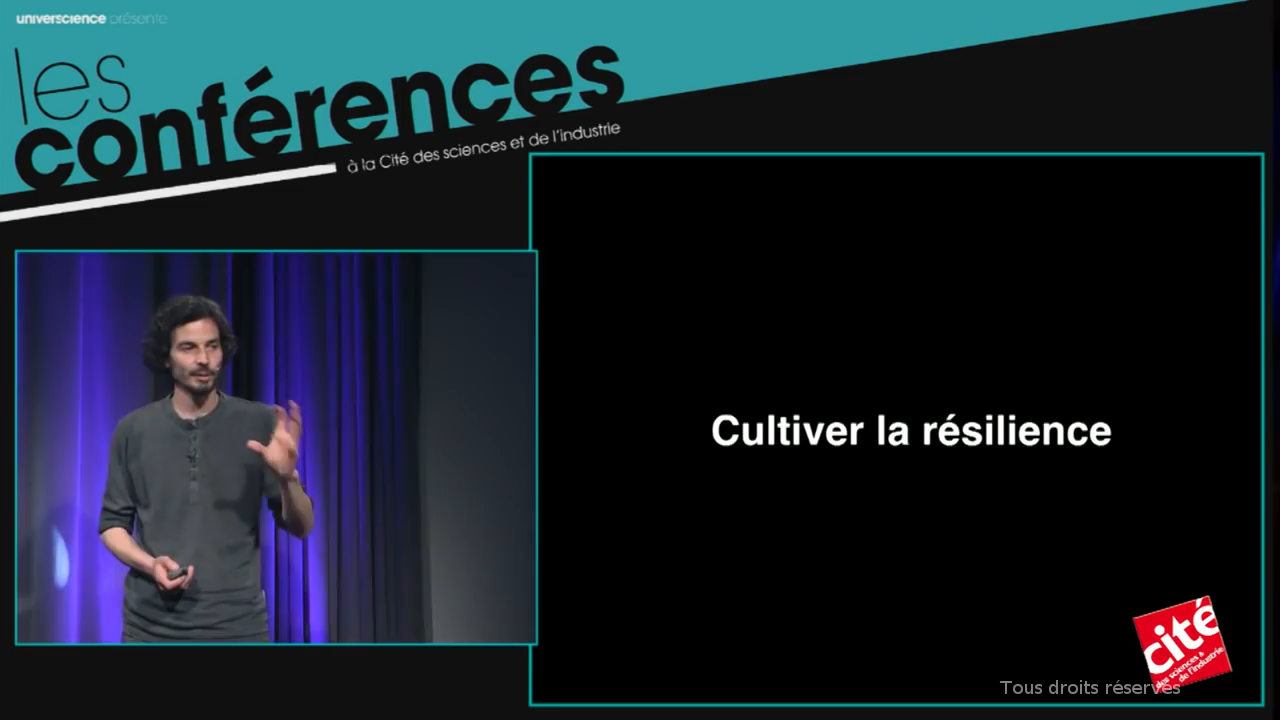 universcience présente
les
conférences
à la Cité des sciences et de l'industrie
Cultiver la résilience
cité
des sciences &
de l'industrie
Tous droits réservés